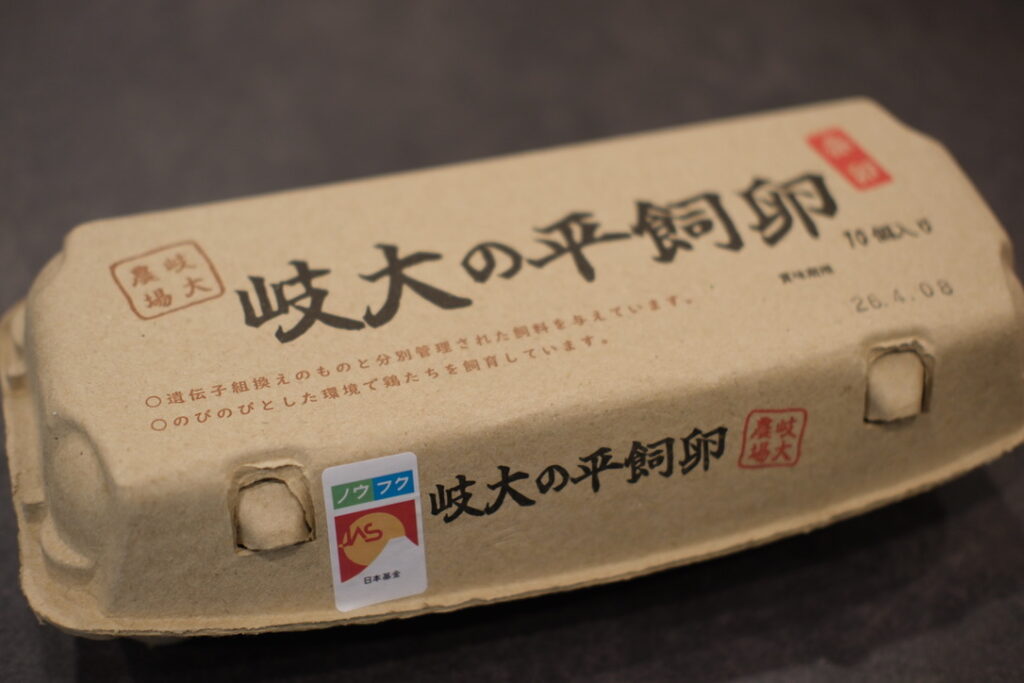 岐大農場
岐大の平飼卵
10個入り
賞味期限
26.4.08
○遺伝子組換えのものと分別管理された飼料を与えています。
○のびのびとした環境で鶏たちを飼育しています。
ノウフク
JAS
日本基金
岐大の平飼卵
岐大農場